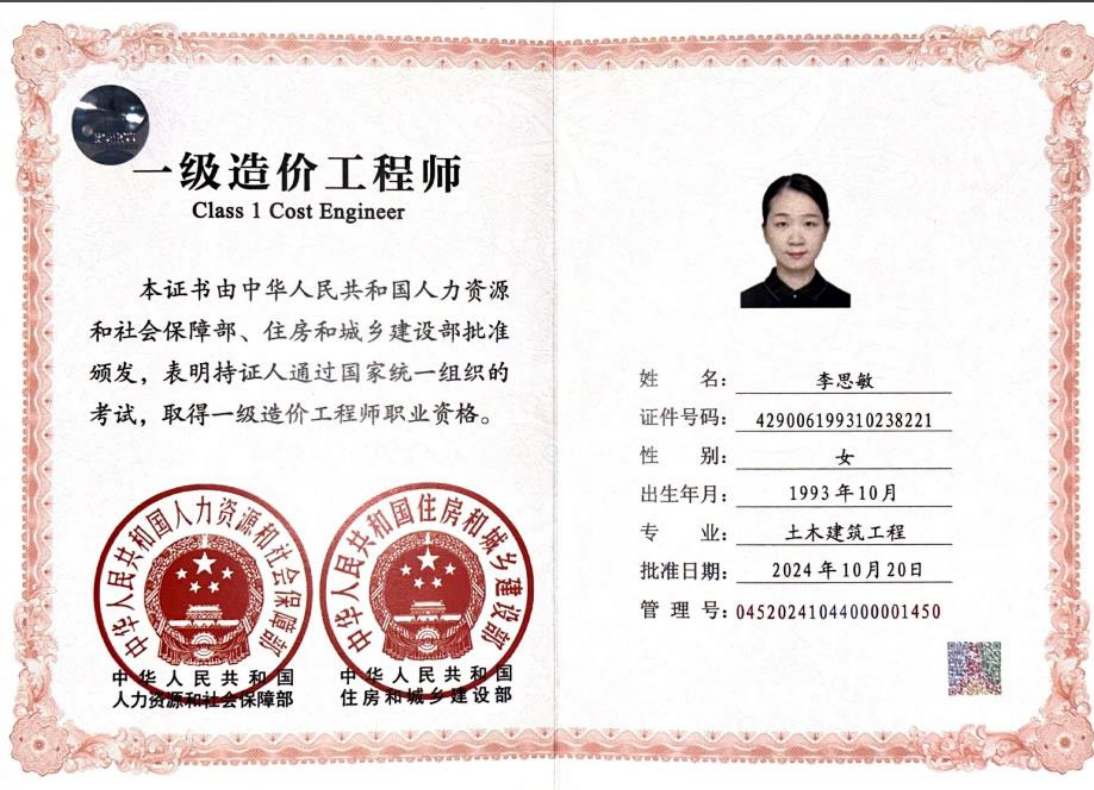 一级造价工程师
Class 1 Cost Engineer
本证书由中华人民共和国人力资源
和社会保障部、住房和城乡建设部批准
颁发，表明持证人通过国家统一组织的
考试，取得一级造价工程师职业资格。
中华人民共和国人力资源和社会保障部
中华人民共和国住房和城乡建设部
中华人民共和国
人力资源和社会保障部
中华人民共和国
住房和城乡建设部
姓 名：李思敏
证件号码：429006199310238221
性 别：女
出生年月：1993年10月
专 业：土木建筑工程
批准日期：2024年10月20日
管 理 号：04520241044000001450